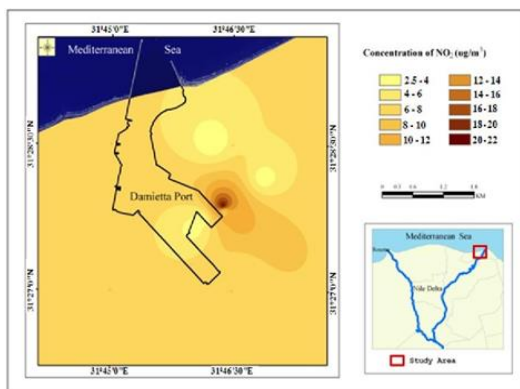 31°45'0"E 31°46'30"E
Mediterranean Sea
Damietta Port
31°45'0"E 31°46'30"E
Concentration of NO₂ (ug/m³)
2.5 - 4
4 - 6
6 - 8
8 - 10
10 - 12
12 - 14
14 - 16
16 - 18
18 - 20
20 - 22
KM
Mediterranean Sea
Nile Delta
Study Area